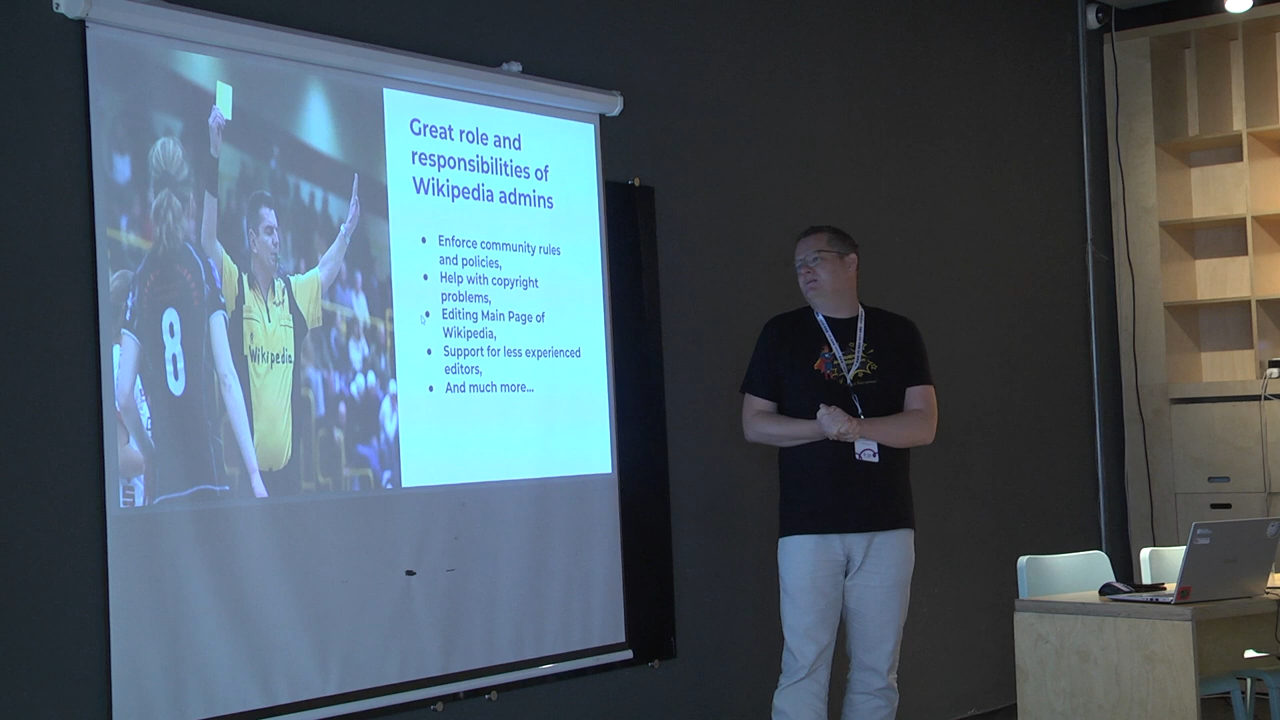 Great role and
responsibilities of
Wikipedia admins
● Enforce community rules
and policies,
● Help with copyright
problems,
● Editing Main Page of
Wikipedia,
● Support for less experienced
editors,
● And much more...
8
Wikipedia